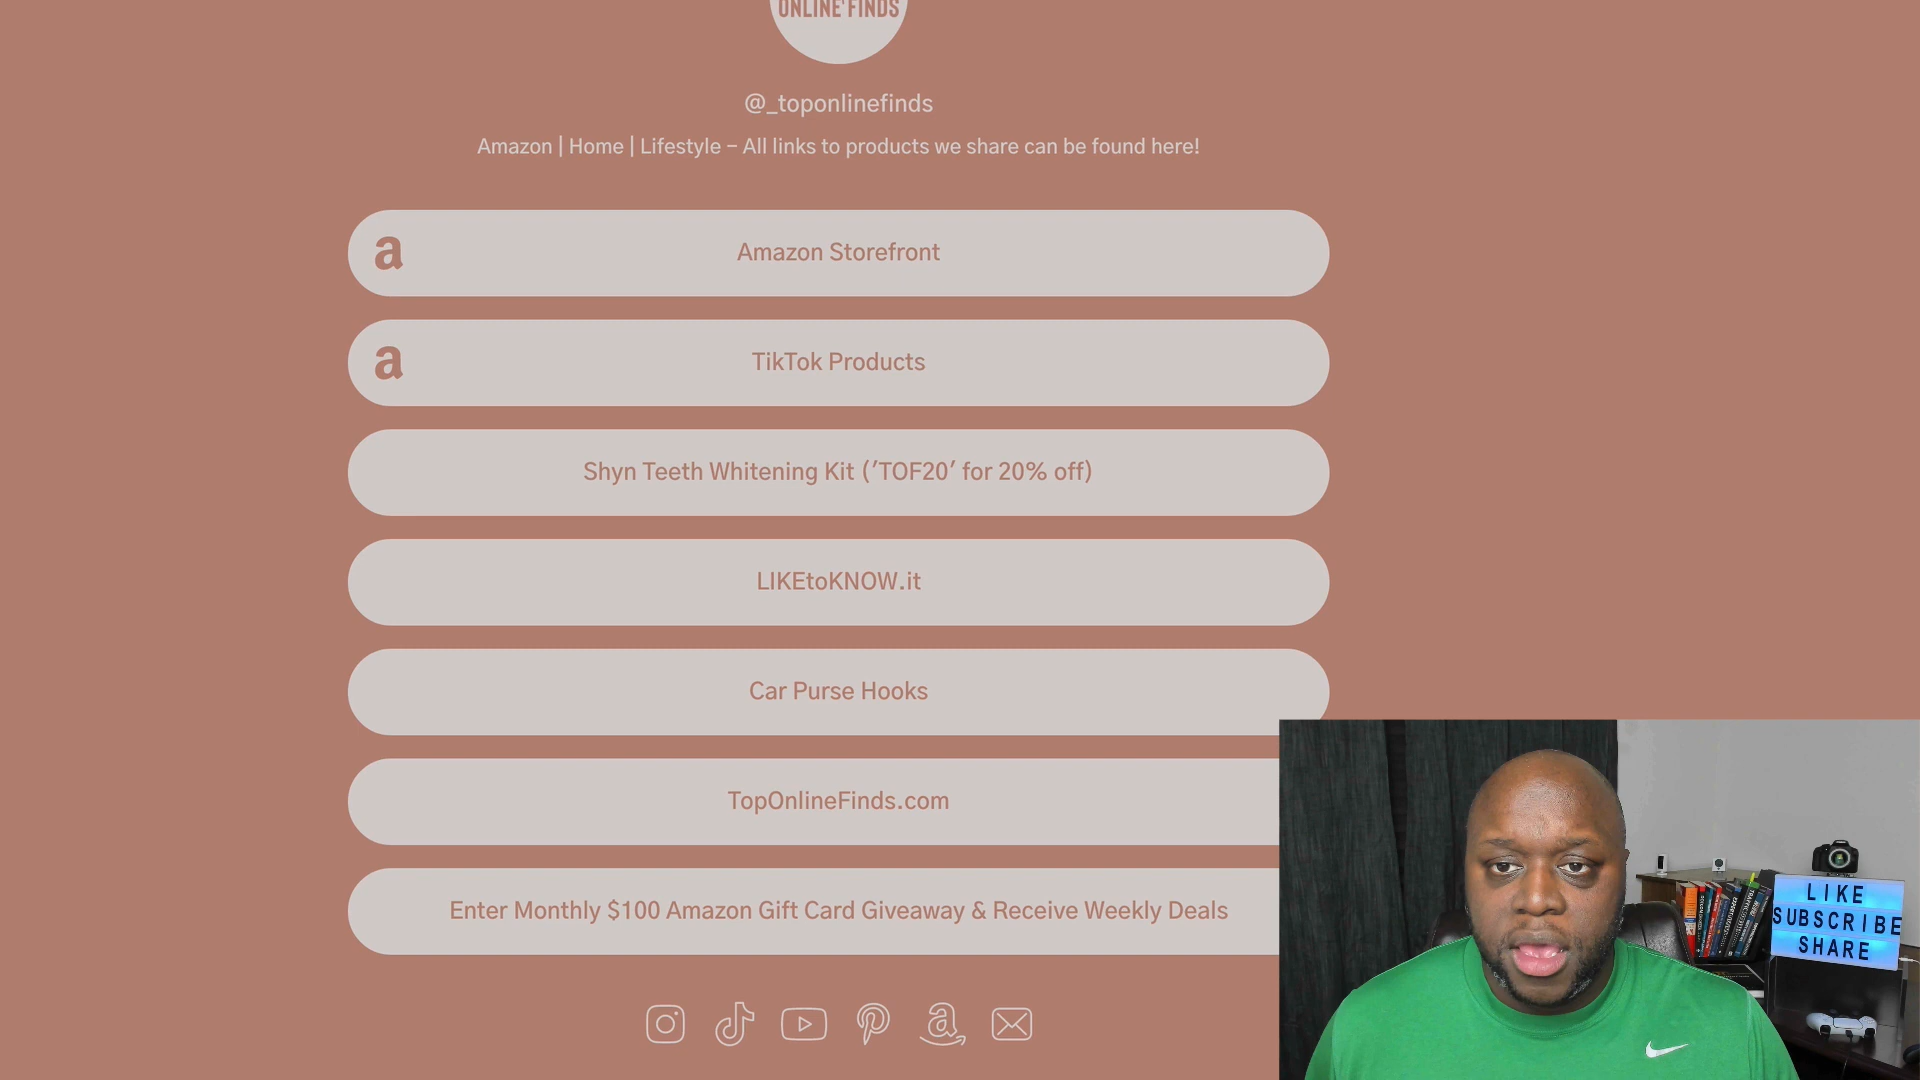 ONLINE FINDS
@_toponlinefinds
Amazon | Home | Lifestyle – All links to products we share can be found here!
a
Amazon Storefront
a
TikTok Products
Shyn Teeth Whitening Kit ('TOF20' for 20% off)
LIKEtoKNOW.it
Car Purse Hooks
TopOnlineFinds.com
Enter Monthly $100 Amazon Gift Card Giveaway & Receive Weekly Deals
a
LIKE
SUBSCRIBE
SHARE